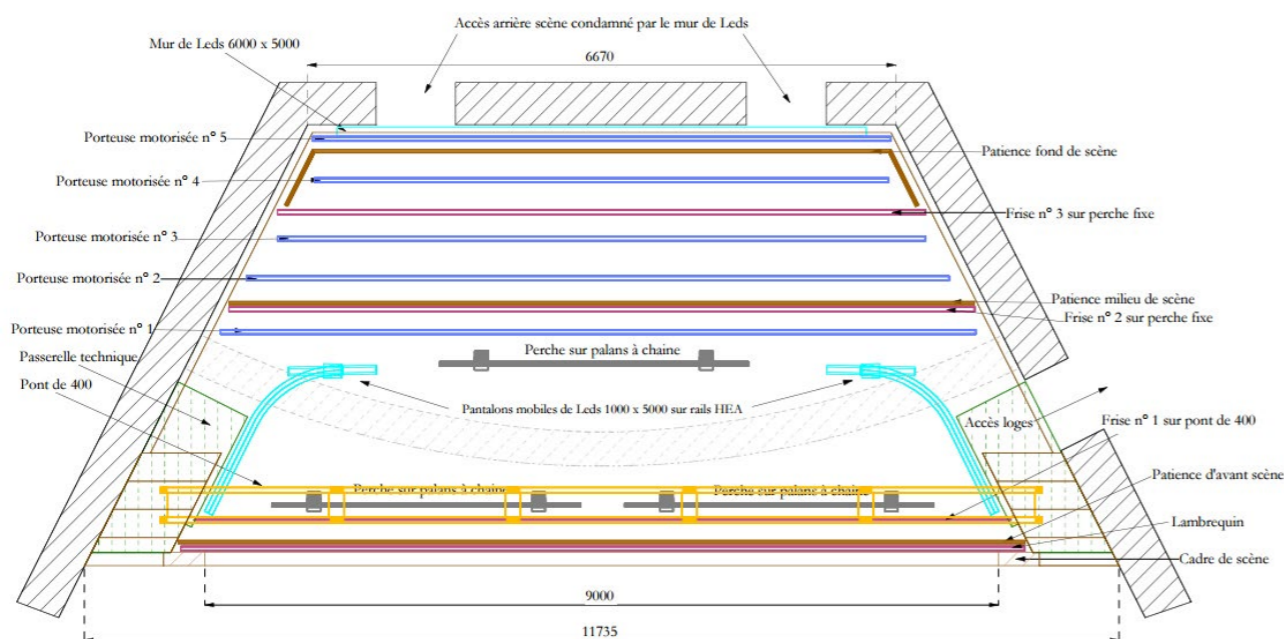 Accès arrière scène condamné par le mur de Leds
Mur de Leds 6000 x 5000
6670
Porteuse motorisée n° 5
Patience fond de scène
Porteuse motorisée n° 4
Frise n° 3 sur perche fixe
Porteuse motorisée n° 3
Porteuse motorisée n° 2
Patience milieu de scène
Frise n° 2 sur perche fixe
Porteuse motorisée n° 1
Perche sur palans à chaine
Passerelle technique
Pont de 400
Pantalons mobiles de Leds 1000 x 5000 sur rails HEA
Accès loges
Frise n° 1 sur pont de 400
Perche sur palans à chaine
Perche sur palans à chaine
Patience d'avant scène
Lambrequin
Cadre de scène
9000
11735